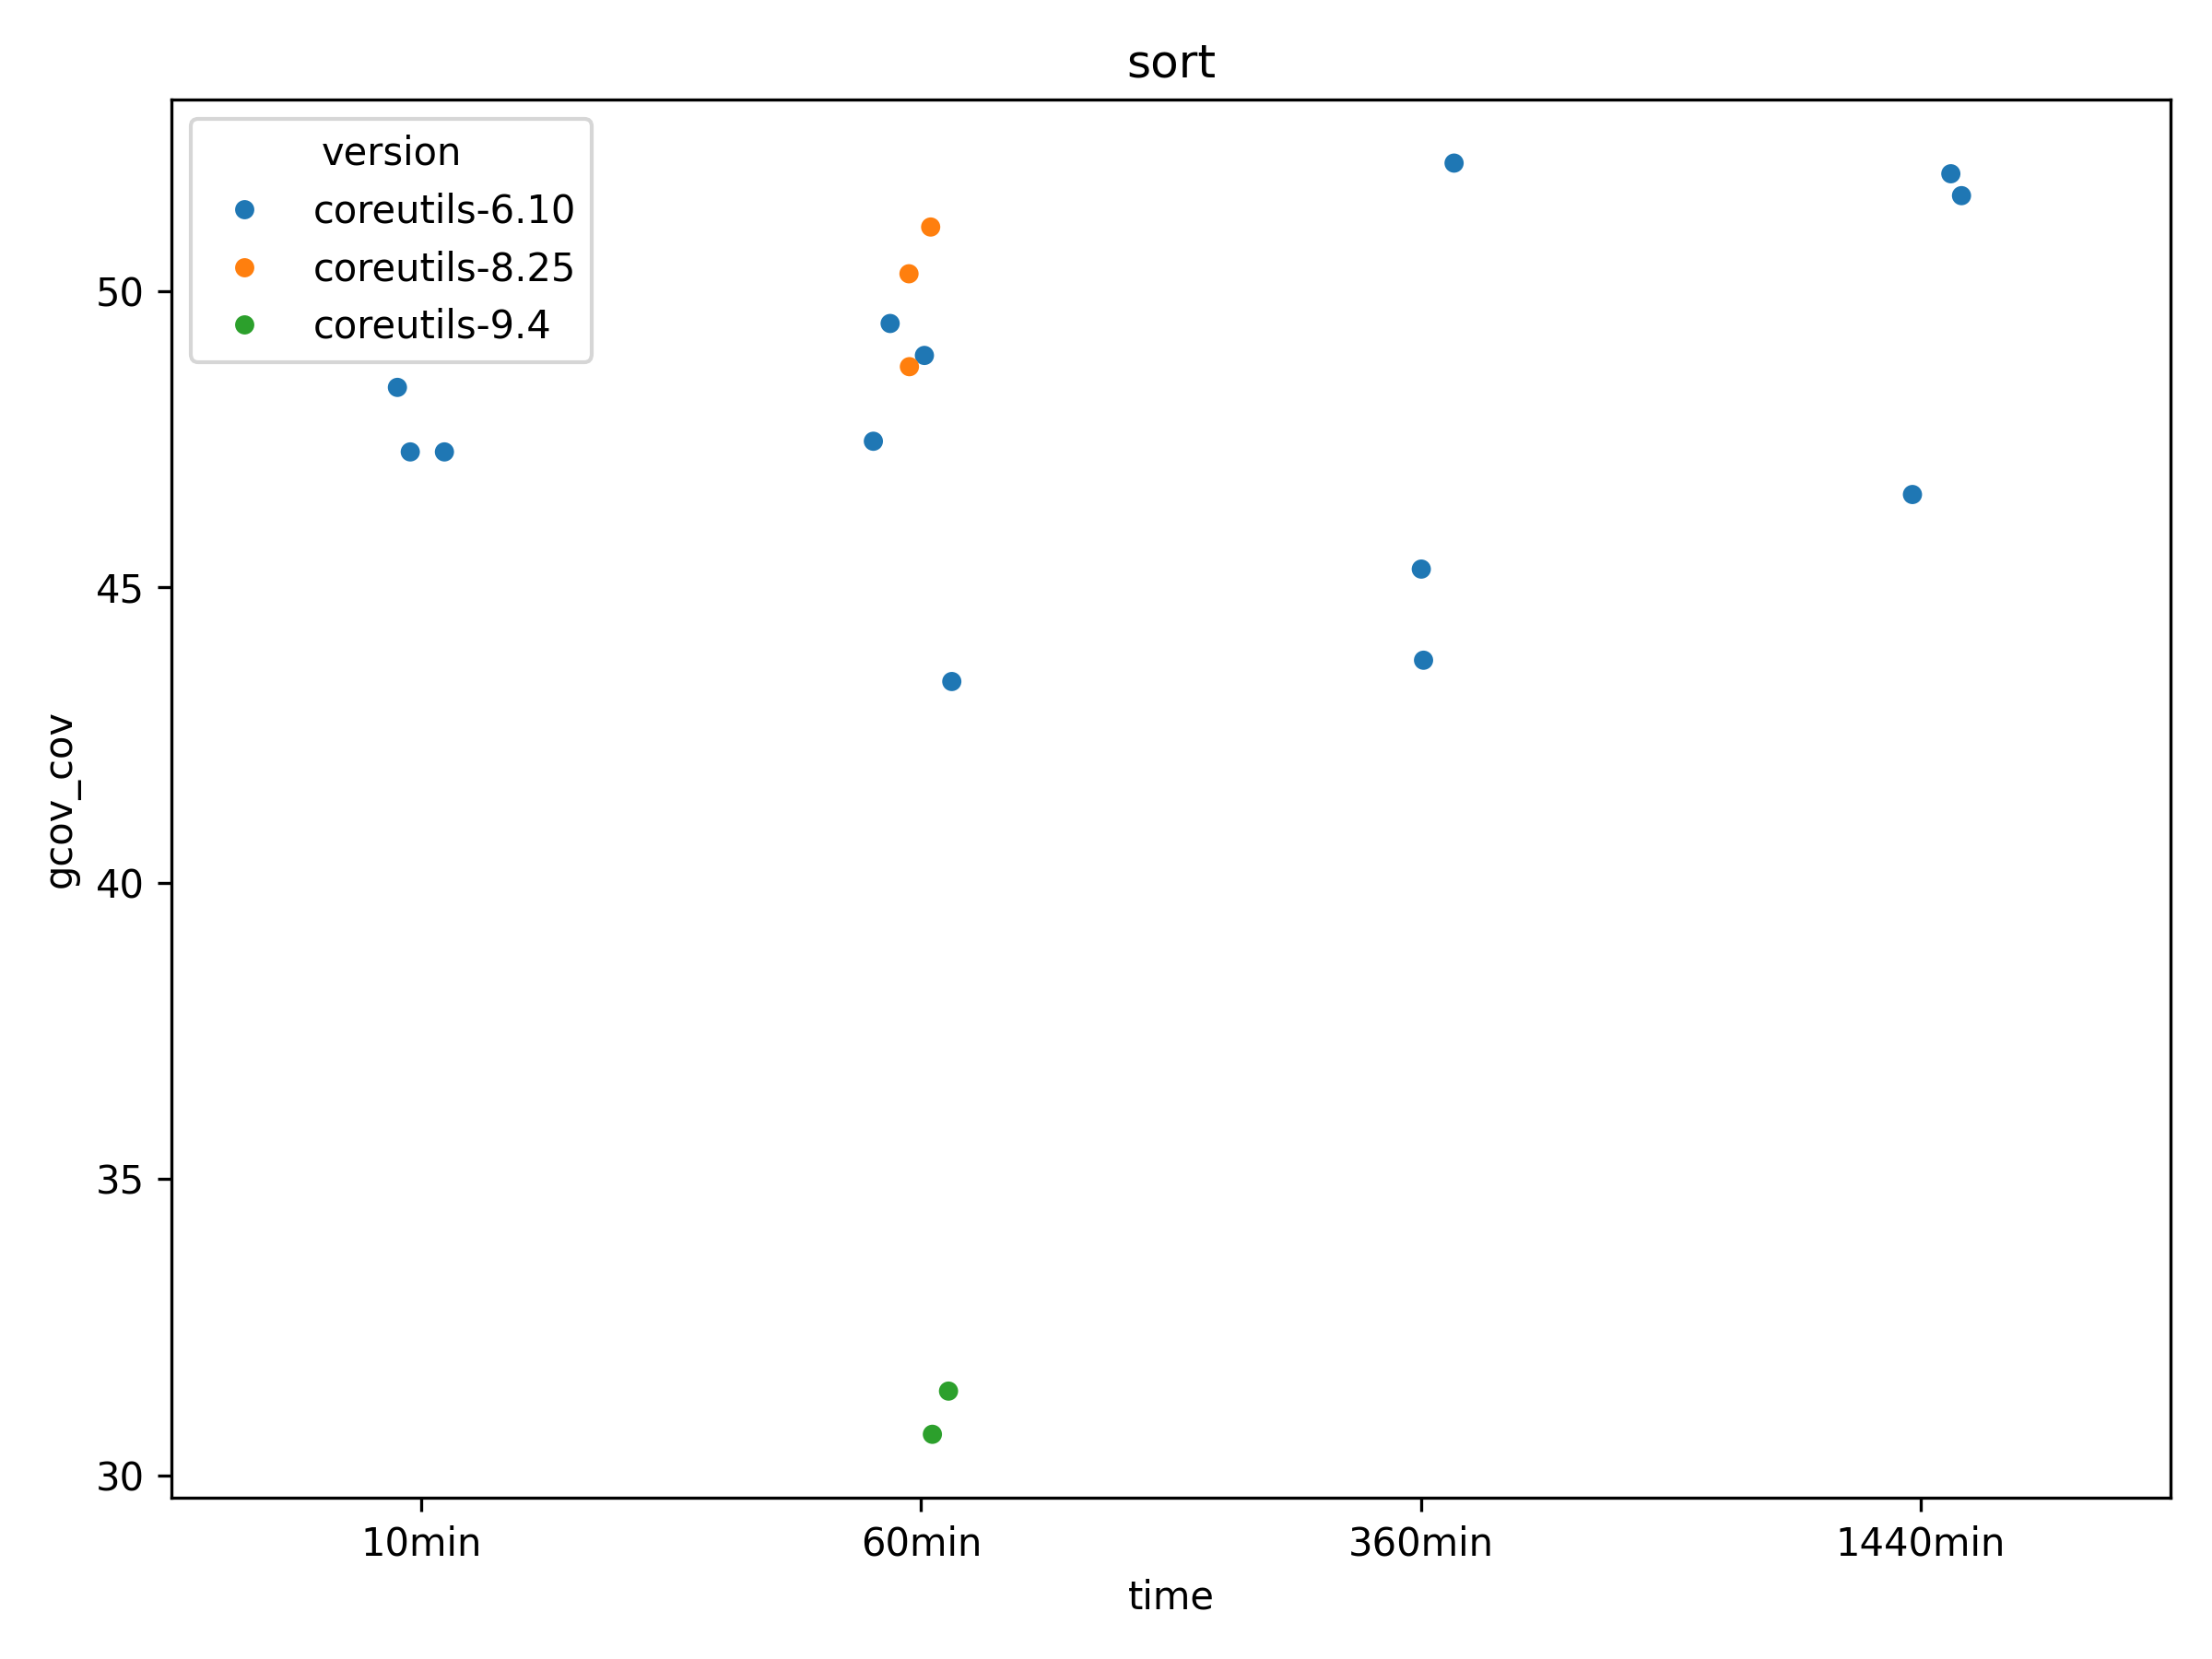 sort
version
coreutils-6.10
coreutils-8.25
coreutils-9.4
gcov_cov
50
45
40
35
30
10min 60min 360min 1440min
time